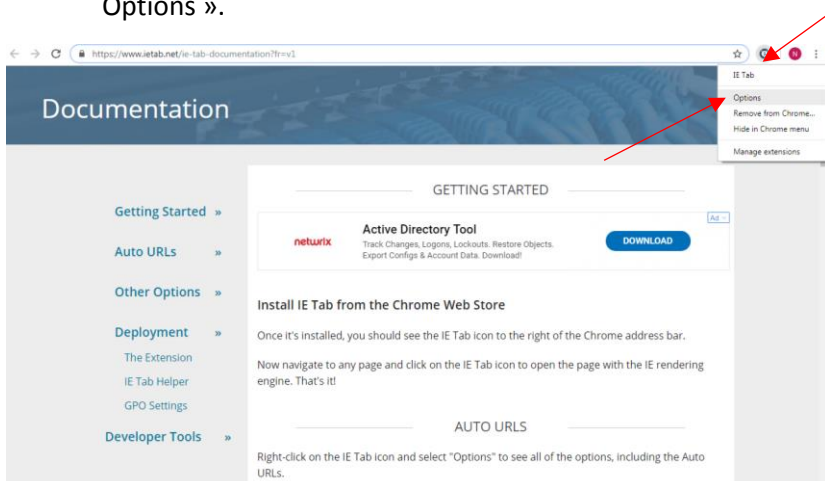 Options ».
https://www.ietab.net/ie-tab-documentation?fr=v1
N
IE Tab
Options
Remove from Chrome...
Hide in Chrome menu
Manage extensions
Documentation
Getting Started »
Auto URLs »
Other Options »
Deployment »
The Extension
IE Tab Helper
GPO Settings
Developer Tools »
GETTING STARTED
Ad
netwrix
Active Directory Tool
Track Changes, Logons, Lockouts. Restore Objects.
Export Configs & Account Data. Download!
DOWNLOAD
Install IE Tab from the Chrome Web Store
Once it's installed, you should see the IE Tab icon to the right of the Chrome address bar.
Now navigate to any page and click on the IE Tab icon to open the page with the IE rendering
engine. That's it!
AUTO URLS
Right-click on the IE Tab icon and select "Options" to see all of the options, including the Auto
URLs.